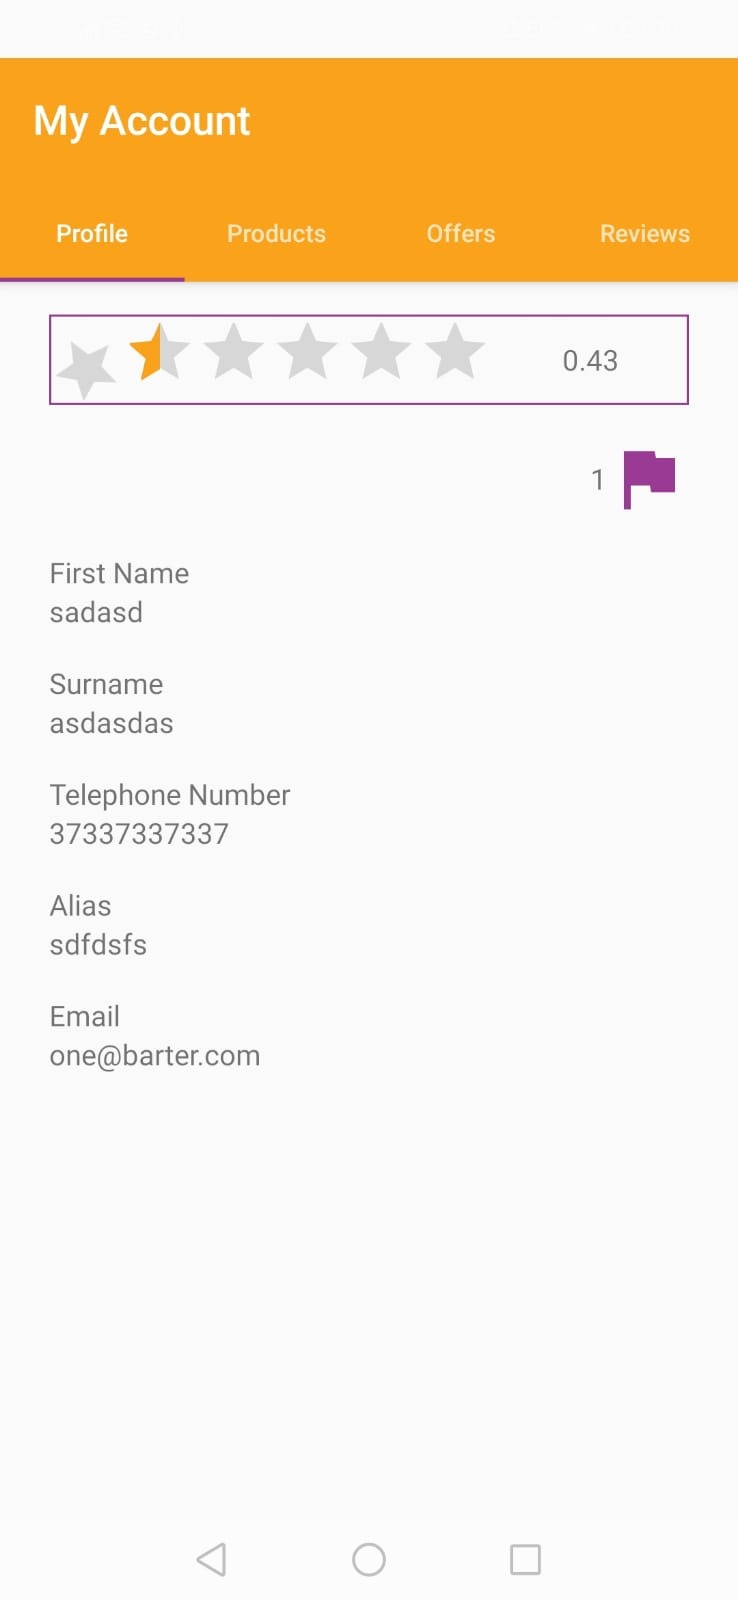 My Account
Profile Products Offers Reviews
0.43
1
First Name
sadasd
Surname
asdasdas
Telephone Number
37337337337
Alias
sdfdsfs
Email
one@barter.com